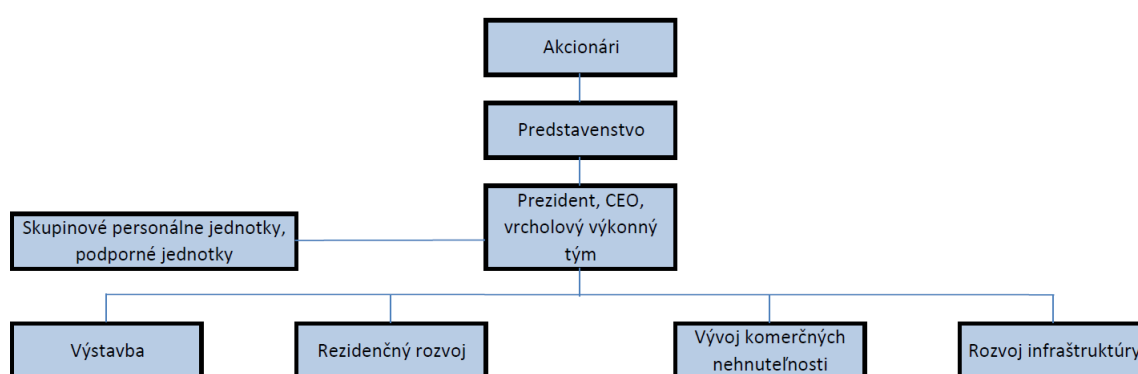 Akcionári
Predstavenstvo
Prezident, CEO,
vrcholový výkonný
tým
Skupinové personálne jednotky,
podporné jednotky
Výstavba
Rezidenčný rozvoj
Vývoj komerčných
nehnuteľnosti
Rozvoj infraštruktúry